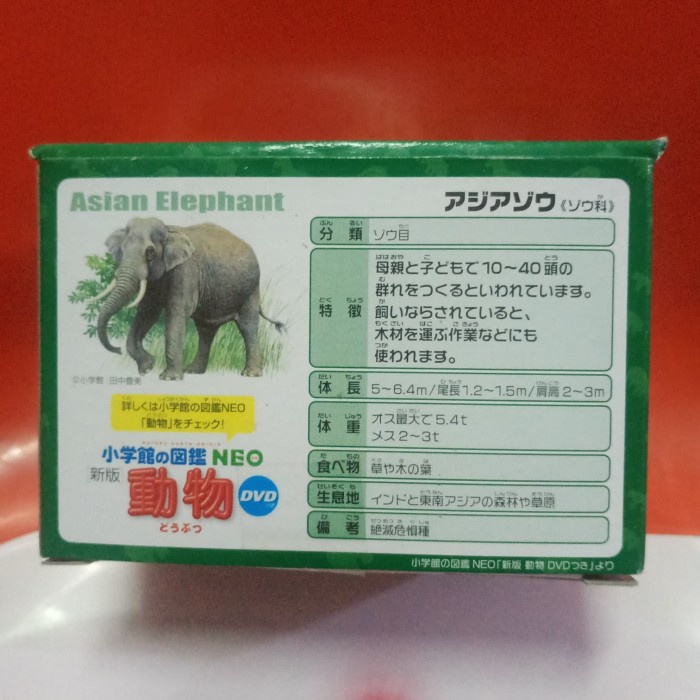 Asian Elephant
アジアゾウ《ゾウ科》
分類 ゾウ目
特徴 母親と子どもで10～40頭の
群れをつくるといわれています。
飼いならされていると、
木材を運ぶ作業などにも
使われます。
体長 5～6.4m/尾長1.2～1.5m/肩高2～3m
体重 オス最大で5.4t
メス2～3t
食べ物 草や木の葉
生息地 インドと東南アジアの森林や草原
備考 絶滅危惧種
©小学館 田中豊美
詳しくは小学館の図鑑NEO
「動物」をチェック!
小学館の図鑑 NEO
新版 動物 DVD
どうぶつ
小学館の図鑑 NEO「新版 動物 DVDつき」より